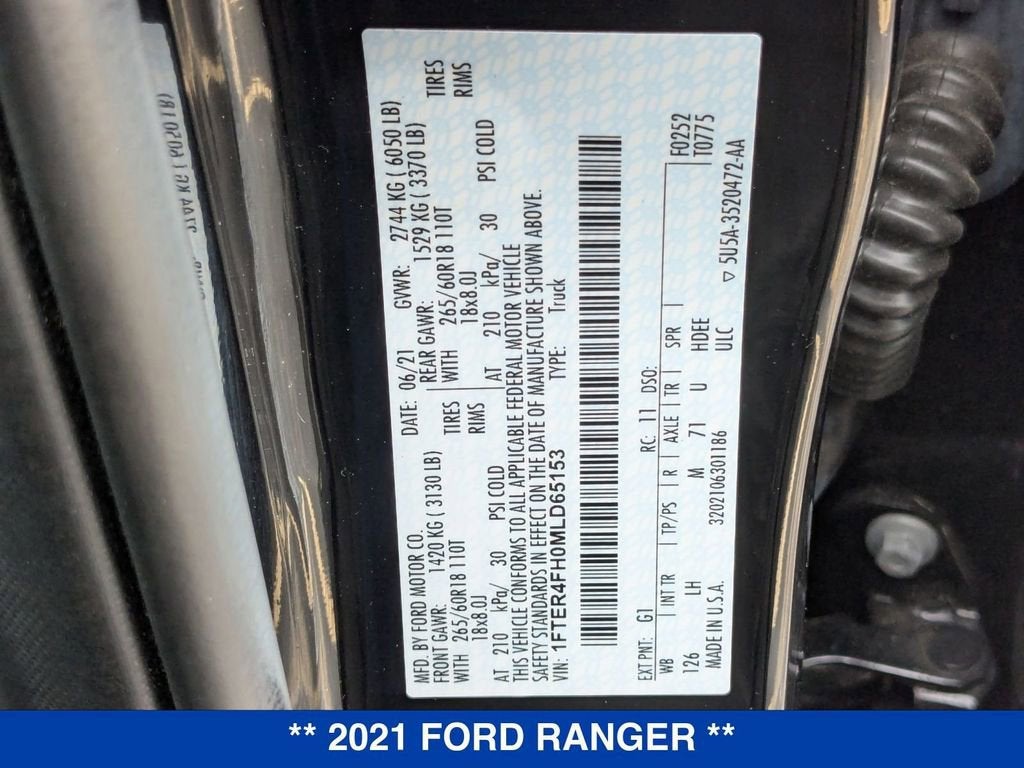 MFD. BY FORD MOTOR CO.
DATE: 06/21 GVWR: 2744 KG ( 6050 LB)
FRONT GAWR: 1420 KG ( 3130 LB) REAR GAWR: 1529 KG ( 3370 LB)
WITH 265/60R18 110T TIRES WITH 265/60R18 110T TIRES
18x8.0J RIMS 18x8.0J RIMS
AT 210 kPa/ 30 PSI COLD AT 210 kPa/ 30 PSI COLD
THIS VEHICLE CONFORMS TO ALL APPLICABLE FEDERAL MOTOR VEHICLE
SAFETY STANDARDS IN EFFECT ON THE DATE OF MANUFACTURE SHOWN ABOVE.
VIN: 1FTER4FH0MLD65153 TYPE: Truck
F0252
T0775
EXT PNT: G1 RC: 11 DSO:
WB INT TR TP/PS R AXLE TR SPR
126 LH M 71 U HDEE
ULC
MADE IN U.S.A. 3202106301186 ▽ 5U5A-3520472-AA
** 2021 FORD RANGER **